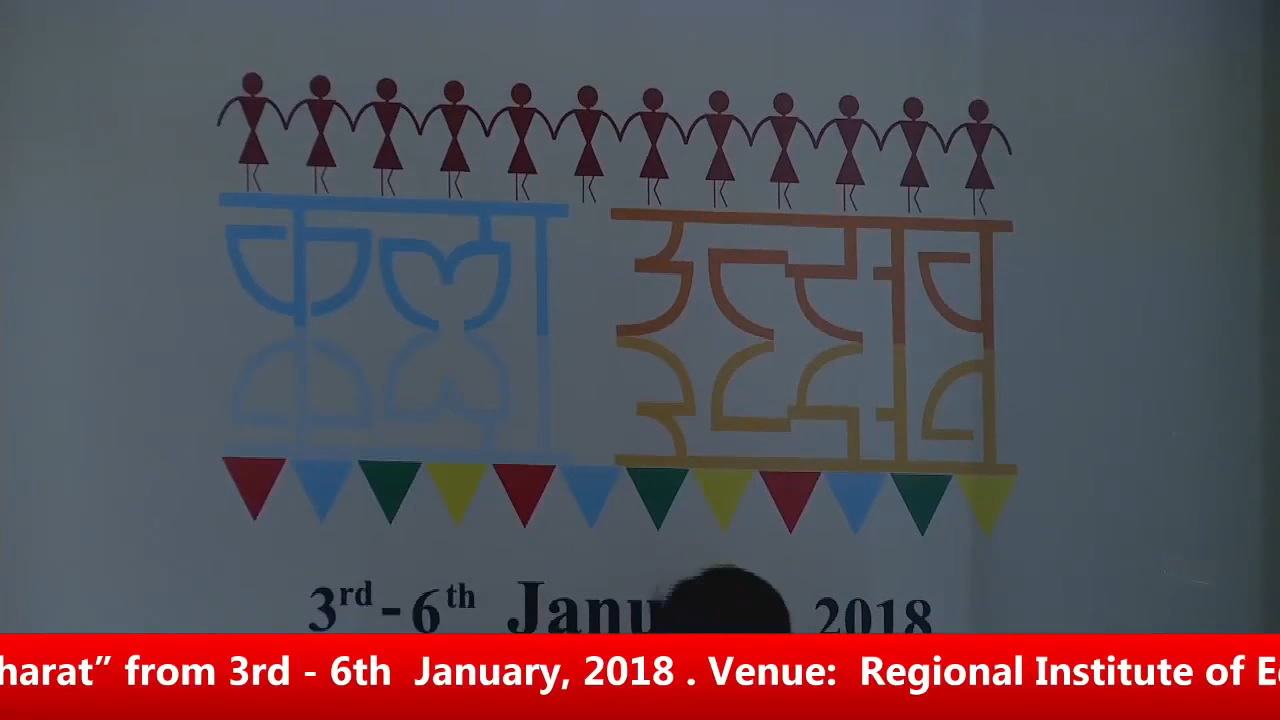 कला उत्सव
3rd - 6th Janu 2018
harat” from 3rd - 6th January, 2018 . Venue: Regional Institute of E